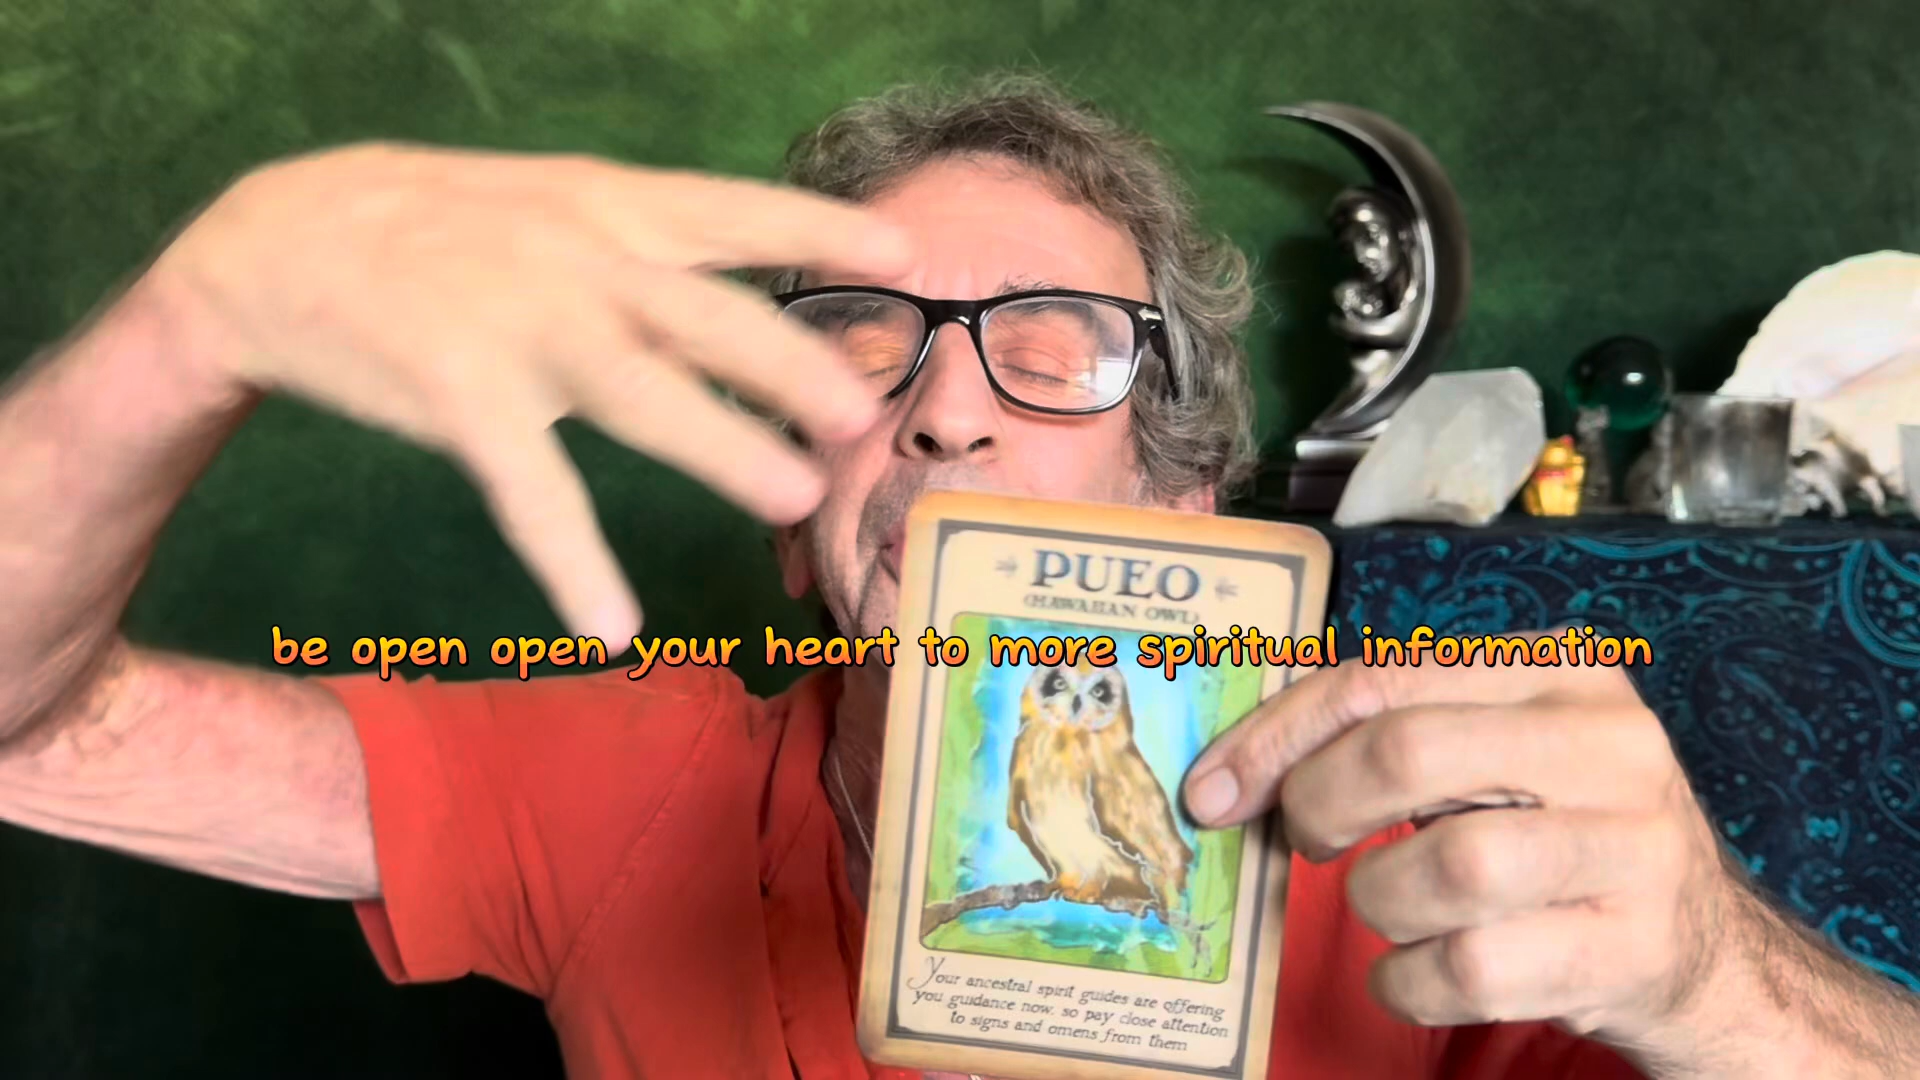 PUEO
(HAWAIIAN OWL)
be open open your heart to more spiritual information
Your ancestral spirit guides are offering
you guidance now, so pay close attention
to signs and omens from them